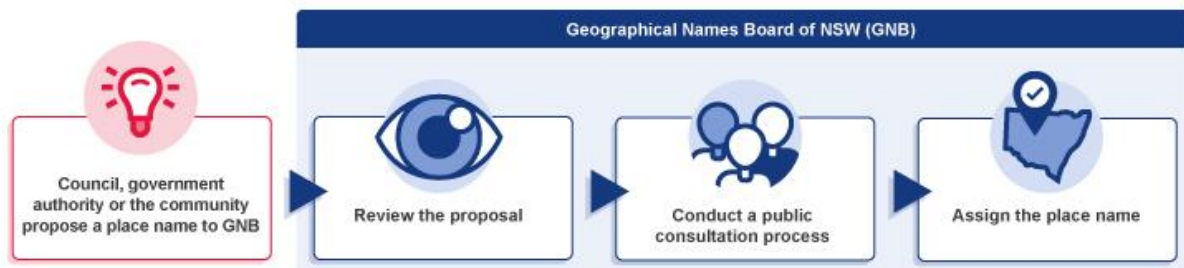 Geographical Names Board of NSW (GNB)
Council, government
authority or the community
propose a place name to GNB
Review the proposal
Conduct a public
consultation process
Assign the place name